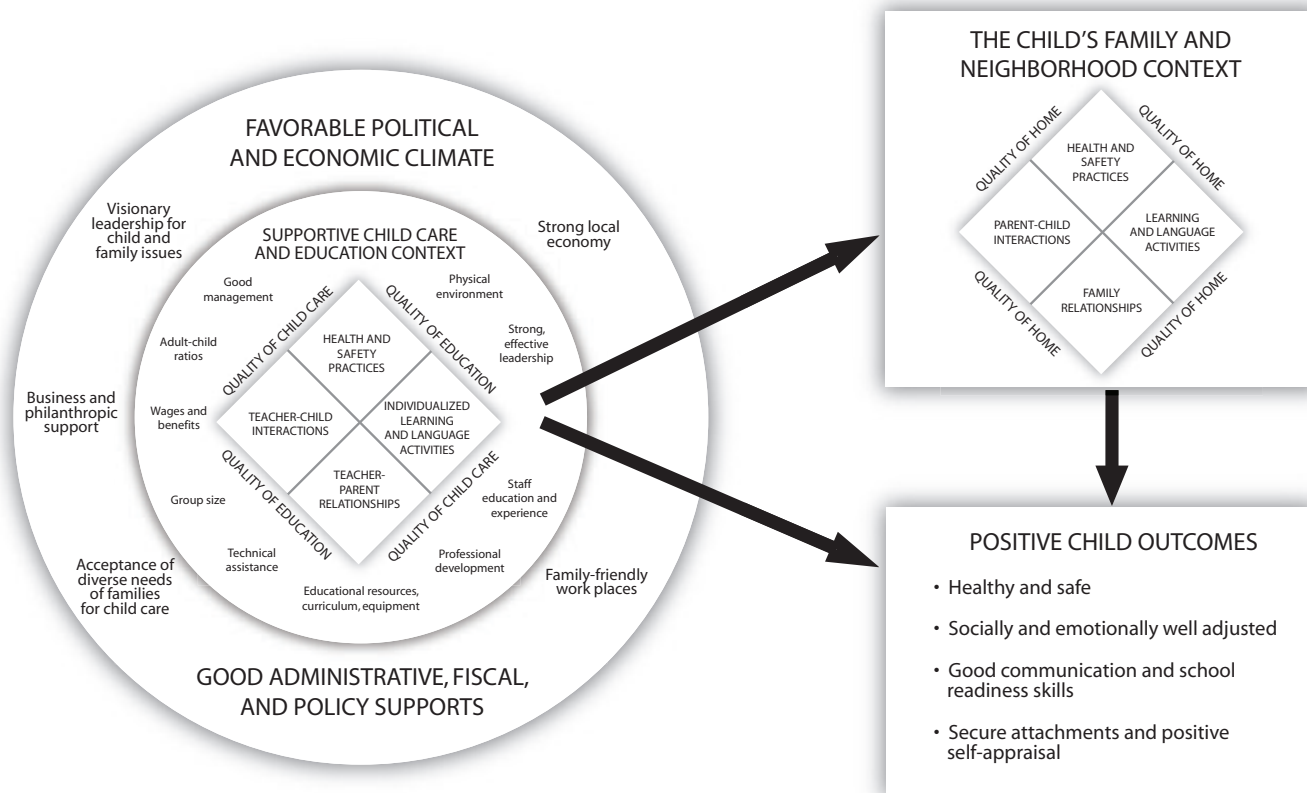 FAVORABLE POLITICAL
AND ECONOMIC CLIMATE
Visionary
leadership for
child and
family issues
Strong local
economy
Business and
philanthropic
support
Acceptance of
diverse needs
of families
for child care
Family-friendly
work places
GOOD ADMINISTRATIVE, FISCAL,
AND POLICY SUPPORTS
SUPPORTIVE CHILD CARE
AND EDUCATION CONTEXT
Good
management
Physical
environment
Adult-child
ratios
Strong,
effective
leadership
Wages and
benefits
Group size
Staff
education and
experience
Technical
assistance
Professional
development
Educational resources,
curriculum, equipment
QUALITY OF CHILD CARE
QUALITY OF EDUCATION
HEALTH AND
SAFETY
PRACTICES
TEACHER-CHILD
INTERACTIONS
INDIVIDUALIZED
LEARNING
AND LANGUAGE
ACTIVITIES
TEACHER-
PARENT
RELATIONSHIPS
QUALITY OF EDUCATION
QUALITY OF CHILD CARE
THE CHILD’S FAMILY AND
NEIGHBORHOOD CONTEXT
QUALITY OF HOME
QUALITY OF HOME
HEALTH AND
SAFETY
PRACTICES
PARENT-CHILD
INTERACTIONS
LEARNING
AND LANGUAGE
ACTIVITIES
FAMILY
RELATIONSHIPS
QUALITY OF HOME
QUALITY OF HOME
POSITIVE CHILD OUTCOMES
• Healthy and safe
• Socially and emotionally well adjusted
• Good communication and school
readiness skills
• Secure attachments and positive
self-appraisal